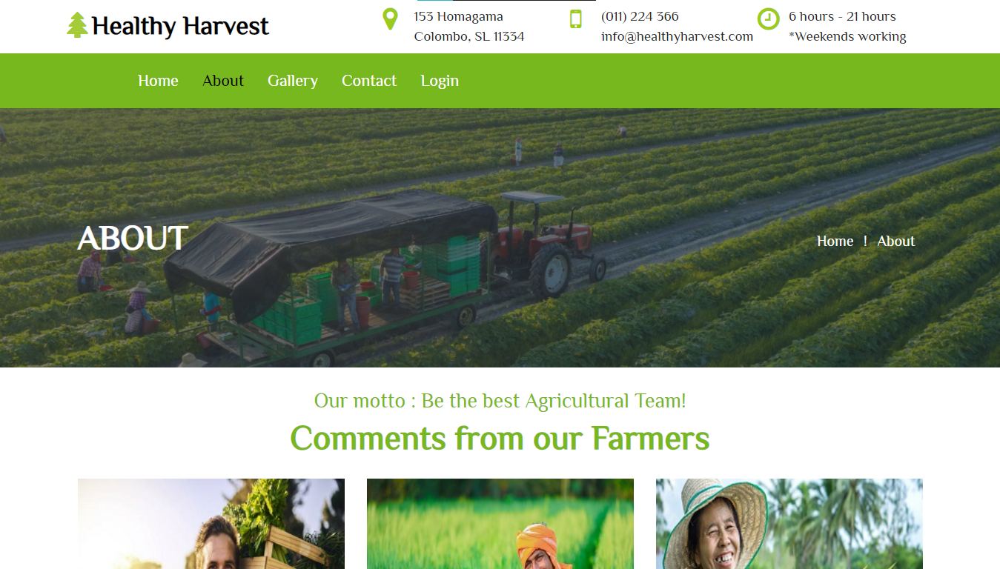 Healthy Harvest
153 Homagama
Colombo, SL 11334
(011) 224 366
info@healthyharvest.com
6 hours - 21 hours
*Weekends working
Home About Gallery Contact Login
ABOUT
Home ! About
Our motto : Be the best Agricultural Team!
Comments from our Farmers